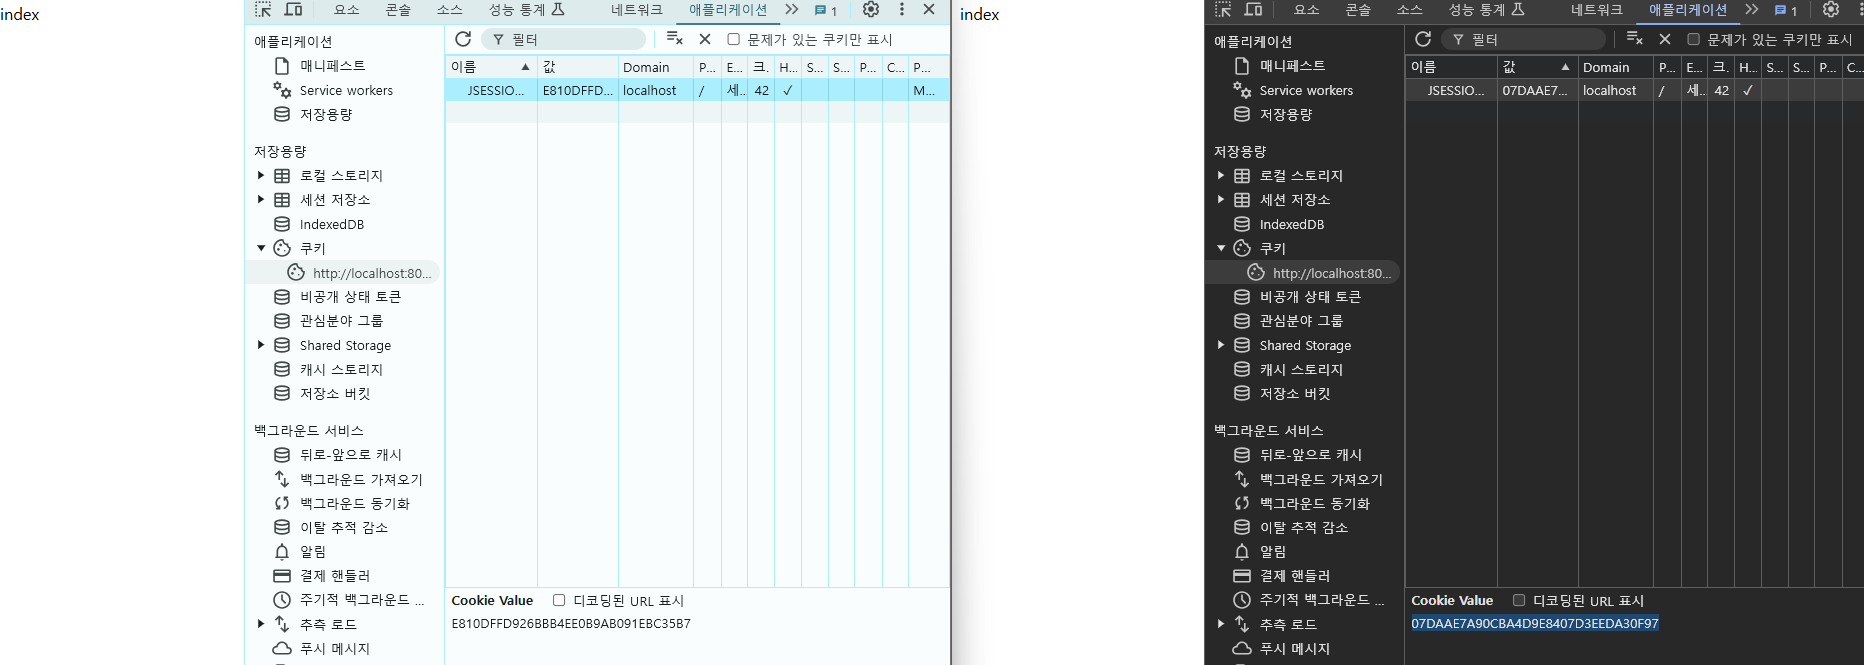 index
요소 콘솔 소스 성능 통계 네트워크 애플리케이션 1
애플리케이션
매니페스트
Service workers
저장용량
저장용량
로컬 스토리지
세션 저장소
IndexedDB
쿠키
http://localhost:80...
비공개 상태 토큰
관심분야 그룹
Shared Storage
캐시 스토리지
저장소 버킷
백그라운드 서비스
뒤로-앞으로 캐시
백그라운드 가져오기
백그라운드 동기화
이탈 추적 감소
알림
결제 핸들러
주기적 백그라운드 ...
추측 로드
푸시 메시지
필터 문제가 있는 쿠키만 표시
이름 값 Domain P... E... 크. H... S... S... P... C... P...
JSESSIO... E810DFFD... localhost / 세.. 42 ✓ M...
Cookie Value 디코딩된 URL 표시
E810DFFD926BBB4EE0B9AB091EBC35B7
index
요소 콘솔 소스 성능 통계 네트워크 애플리케이션 1
애플리케이션
매니페스트
Service workers
저장용량
저장용량
로컬 스토리지
세션 저장소
IndexedDB
쿠키
http://localhost:80...
비공개 상태 토큰
관심분야 그룹
Shared Storage
캐시 스토리지
저장소 버킷
백그라운드 서비스
뒤로-앞으로 캐시
백그라운드 가져오기
백그라운드 동기화
이탈 추적 감소
알림
결제 핸들러
주기적 백그라운드 ...
추측 로드
푸시 메시지
필터 문제가 있는 쿠키만 표시
이름 값 Domain P... E... 크. H... S... S... P... C...
JSESSIO... 07DAAE7... localhost / 세.. 42 ✓
Cookie Value 디코딩된 URL 표시
07DAAE7A90CBA4D9E8407D3EEDA30F97